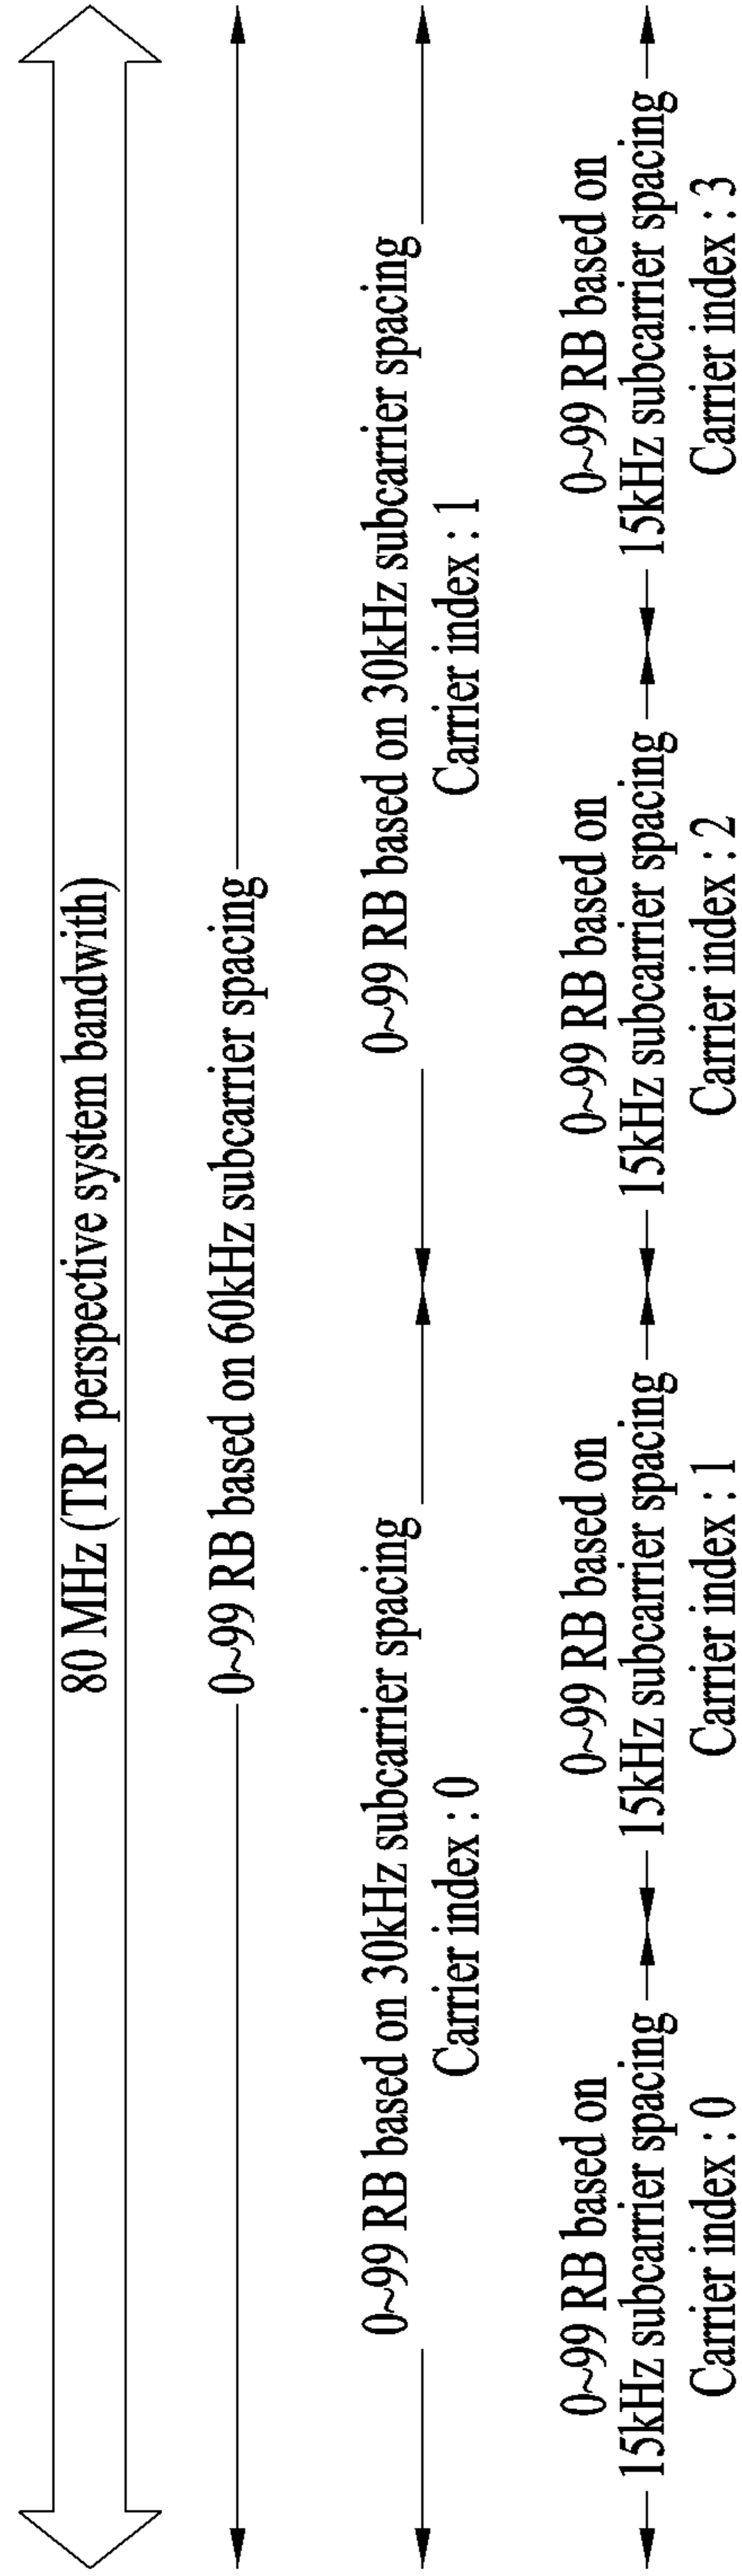 80 MHz (TRP perspective system bandwith)
0~99 RB based on 60kHz subcarrier spacing
0~99 RB based on 30kHz subcarrier spacing
Carrier index : 0
0~99 RB based on 30kHz subcarrier spacing
Carrier index : 1
0~99 RB based on
15kHz subcarrier spacing
Carrier index : 0
0~99 RB based on
15kHz subcarrier spacing
Carrier index : 1
0~99 RB based on
15kHz subcarrier spacing
Carrier index : 2
0~99 RB based on
15kHz subcarrier spacing
Carrier index : 3